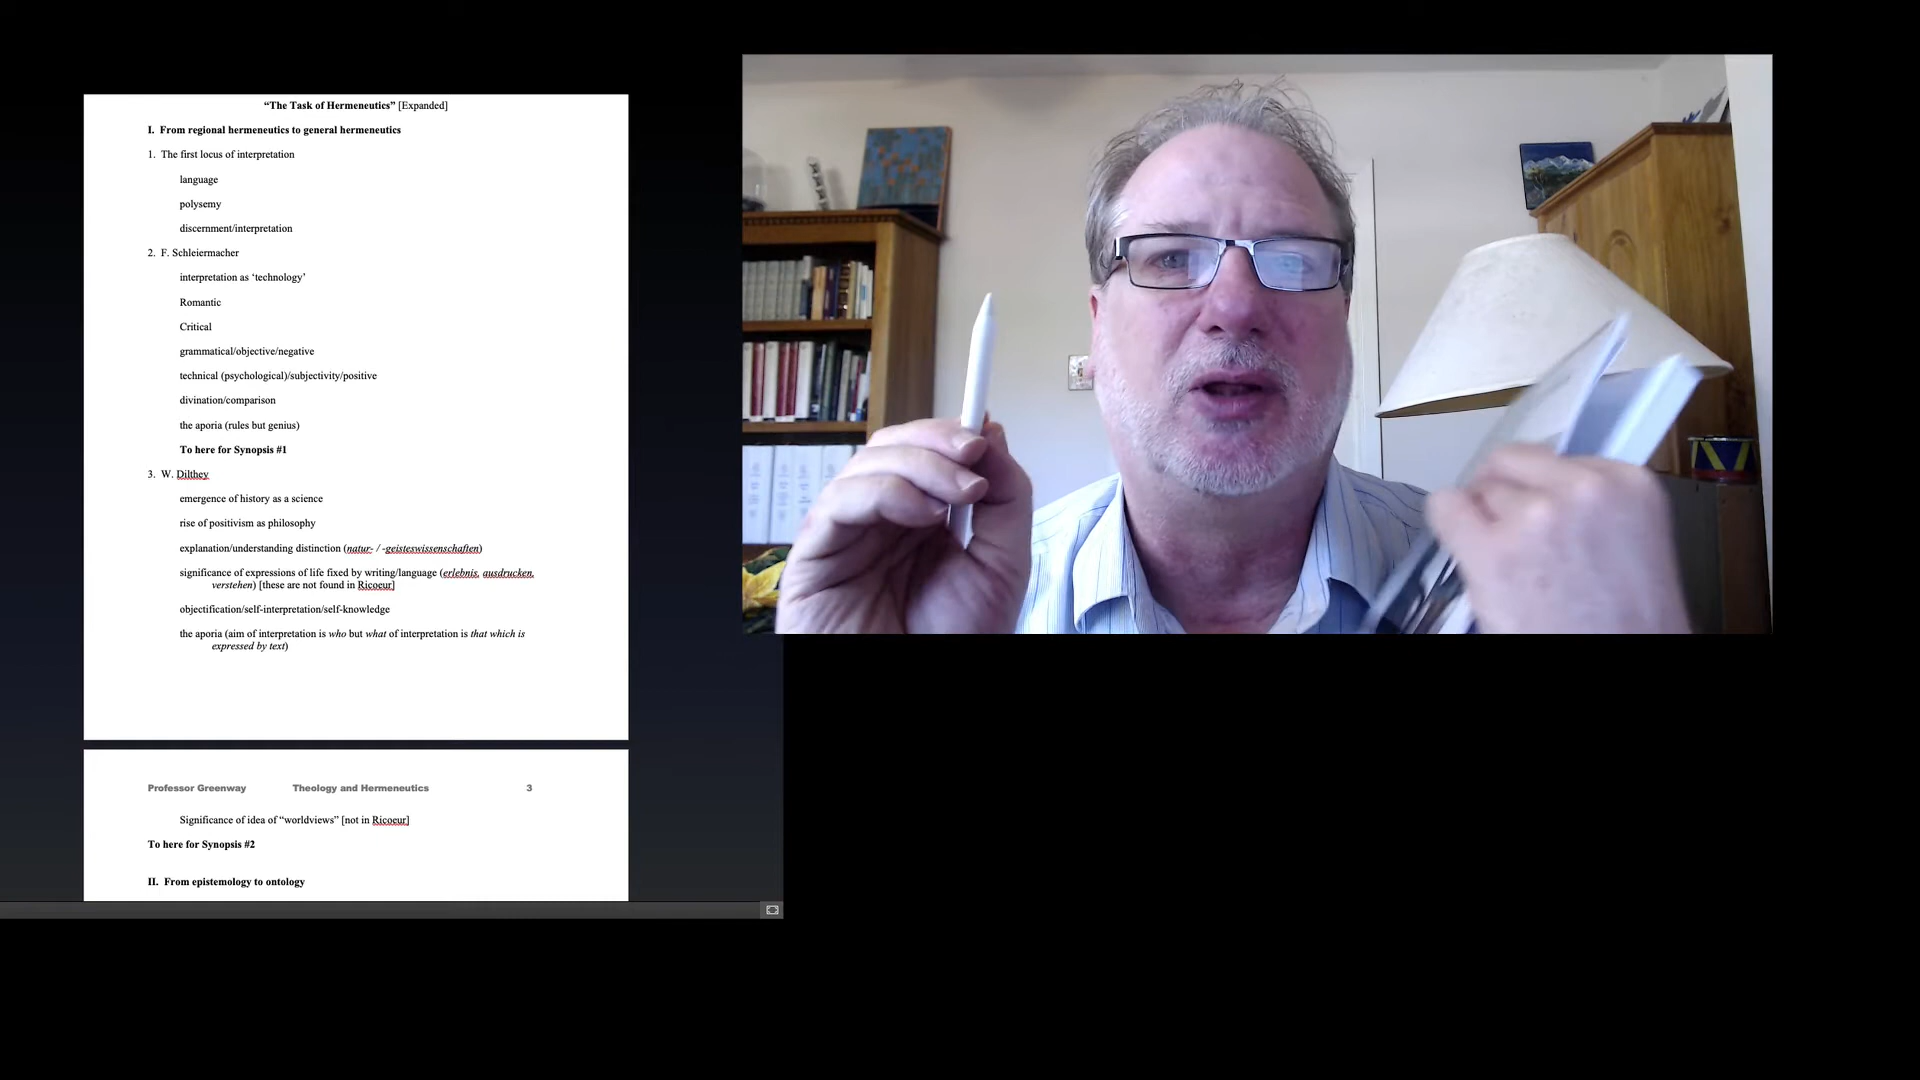 “The Task of Hermeneutics” [Expanded]
I. From regional hermeneutics to general hermeneutics
1. The first locus of interpretation
language
polysemy
discernment/interpretation
2. F. Schleiermacher
interpretation as ‘technology’
Romantic
Critical
grammatical/objective/negative
technical (psychological)/subjectivity/positive
divination/comparison
the aporia (rules but genius)
To here for Synopsis #1
3. W. Dilthey
emergence of history as a science
rise of positivism as philosophy
explanation/understanding distinction (natur- / -geisteswissenschaften)
significance of expressions of life fixed by writing/language (erlebnis, ausdrucken,
verstehen) [these are not found in Ricoeur]
objectification/self-interpretation/self-knowledge
the aporia (aim of interpretation is who but what of interpretation is that which is
expressed by text)
Professor Greenway Theology and Hermeneutics 3
Significance of idea of “worldviews” [not in Ricoeur]
To here for Synopsis #2
II. From epistemology to ontology